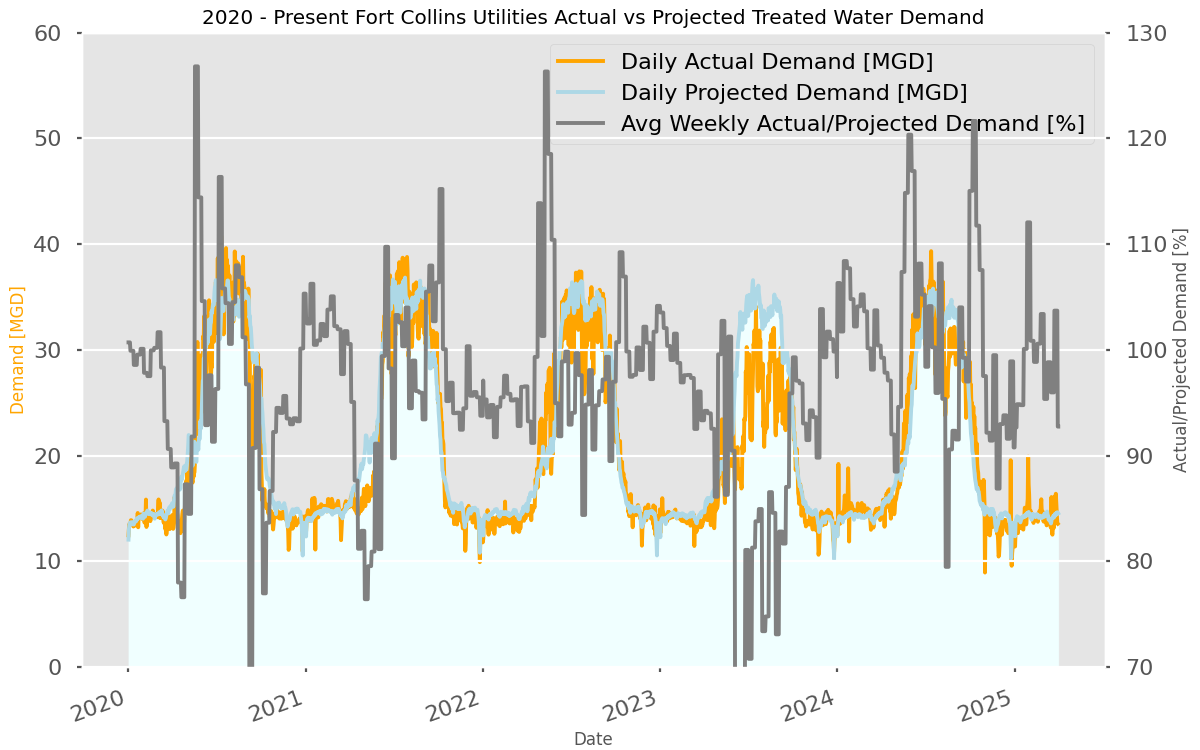 2020 - Present Fort Collins Utilities Actual vs Projected Treated Water Demand
Daily Actual Demand [MGD]
Daily Projected Demand [MGD]
Avg Weekly Actual/Projected Demand [%]
Demand [MGD]
60
50
40
30
20
10
0
130
120
110
100
90
80
70
Actual/Projected Demand [%]
2020
2021
2022
2023
2024
2025
Date